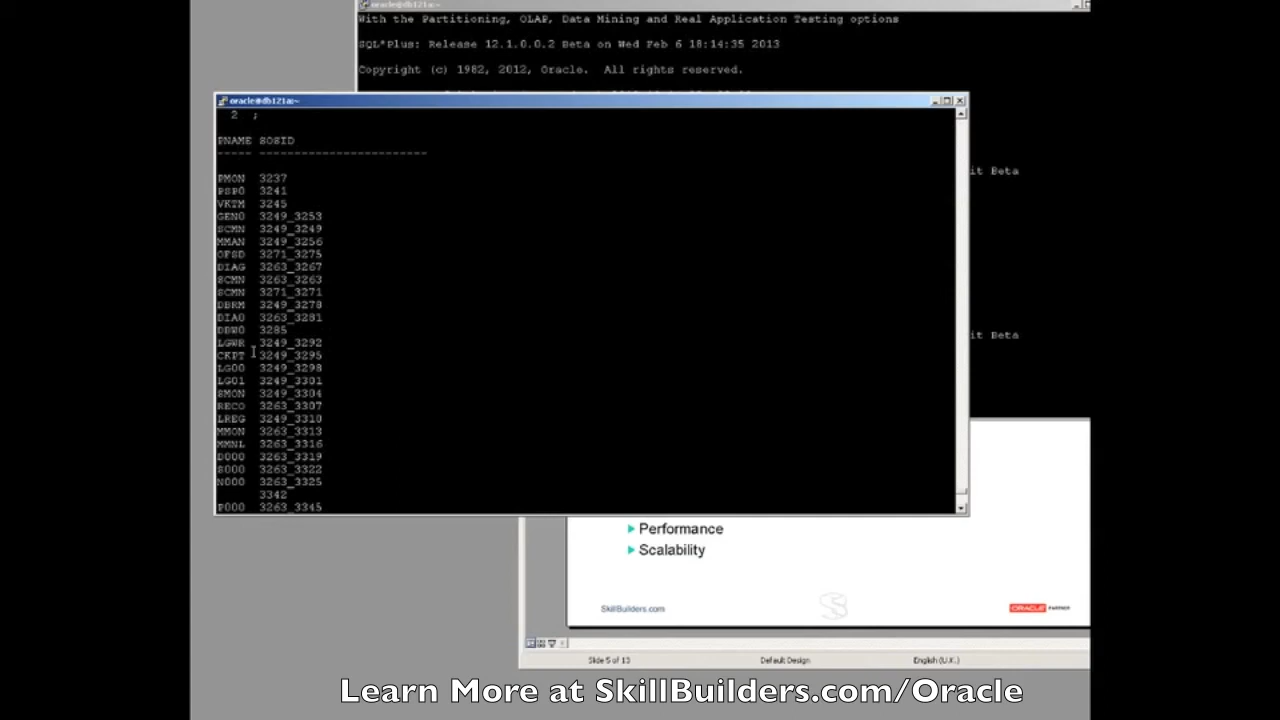 oracle@db121a:~
With the Partitioning, OLAP, Data Mining and Real Application Testing options
SQL*Plus: Release 12.1.0.0.2 Beta on Wed Feb 6 18:14:35 2013
Copyright (c) 1982, 2012, Oracle.  All rights reserved.
oracle@db121a:~
2  ;
PNAME SOSID
----- ------------------------
PMON  3237
PSP0  3241
VKTM  3245
GEN0  3249_3253
SCMN  3249_3249
MMAN  3249_3256
OFSD  3271_3275
DIAG  3263_3267
SCMN  3263_3263
SCMN  3271_3271
DBRM  3249_3278
DIA0  3263_3281
DBW0  3285
LGWR  3249_3292
CKPT  3249_3295
LG00  3249_3298
LG01  3249_3301
SMON  3249_3304
RECO  3263_3307
LREG  3249_3310
MMON  3263_3313
MMNL  3263_3316
D000  3263_3319
S000  3263_3322
N000  3263_3325
3342
P000  3263_3345
it Beta
it Beta
Performance
Scalability
SkillBuilders.com
S
ORACLE PARTNER
Slide 5 of 13
Default Design
English (U.K.)
Learn More at SkillBuilders.com/Oracle